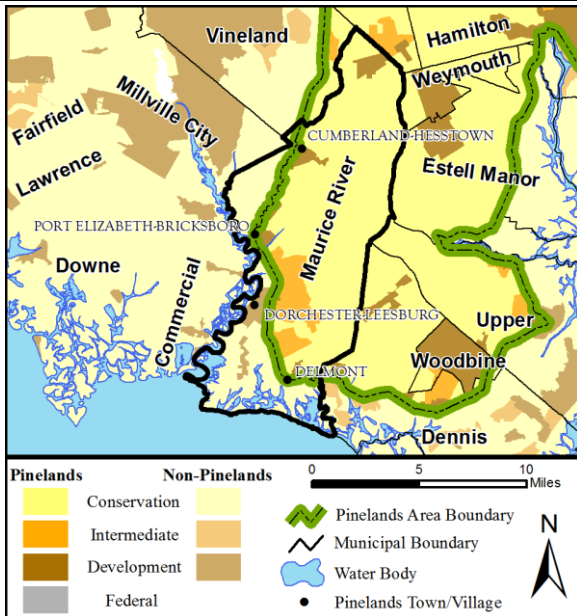 Vineland
Hamilton
Weymouth
Millville City
Fairfield
CUMBERLAND-HESSTOWN
Lawrence
Estell Manor
Maurice River
PORT ELIZABETH-BRICKSBORO
Downe
Commercial
DORCHESTER-LEESBURG
Upper
Woodbine
DELMONT
Dennis
Pinelands Non-Pinelands
Conservation
Intermediate
Development
Federal
0 5 10
Miles
Pinelands Area Boundary
Municipal Boundary
Water Body
Pinelands Town/Village
N